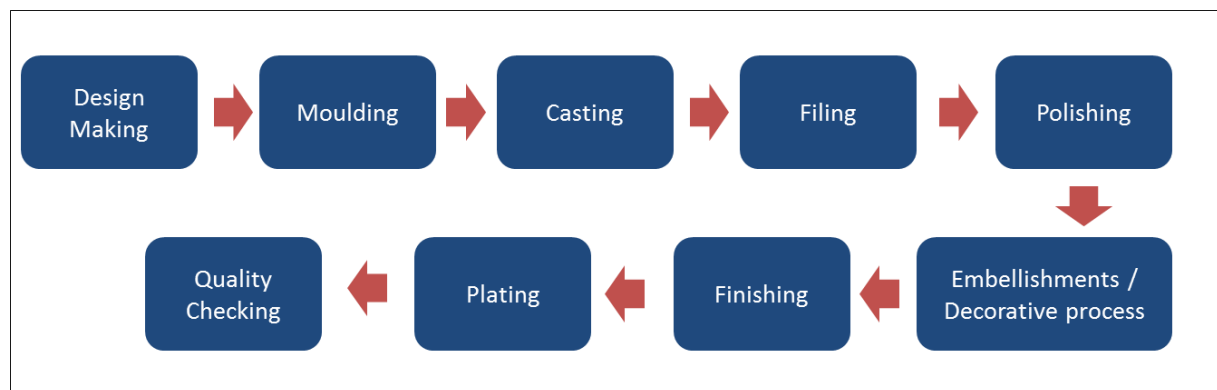 Design
Making
Moulding
Casting
Filing
Polishing
Embellishments /
Decorative process
Finishing
Plating
Quality
Checking